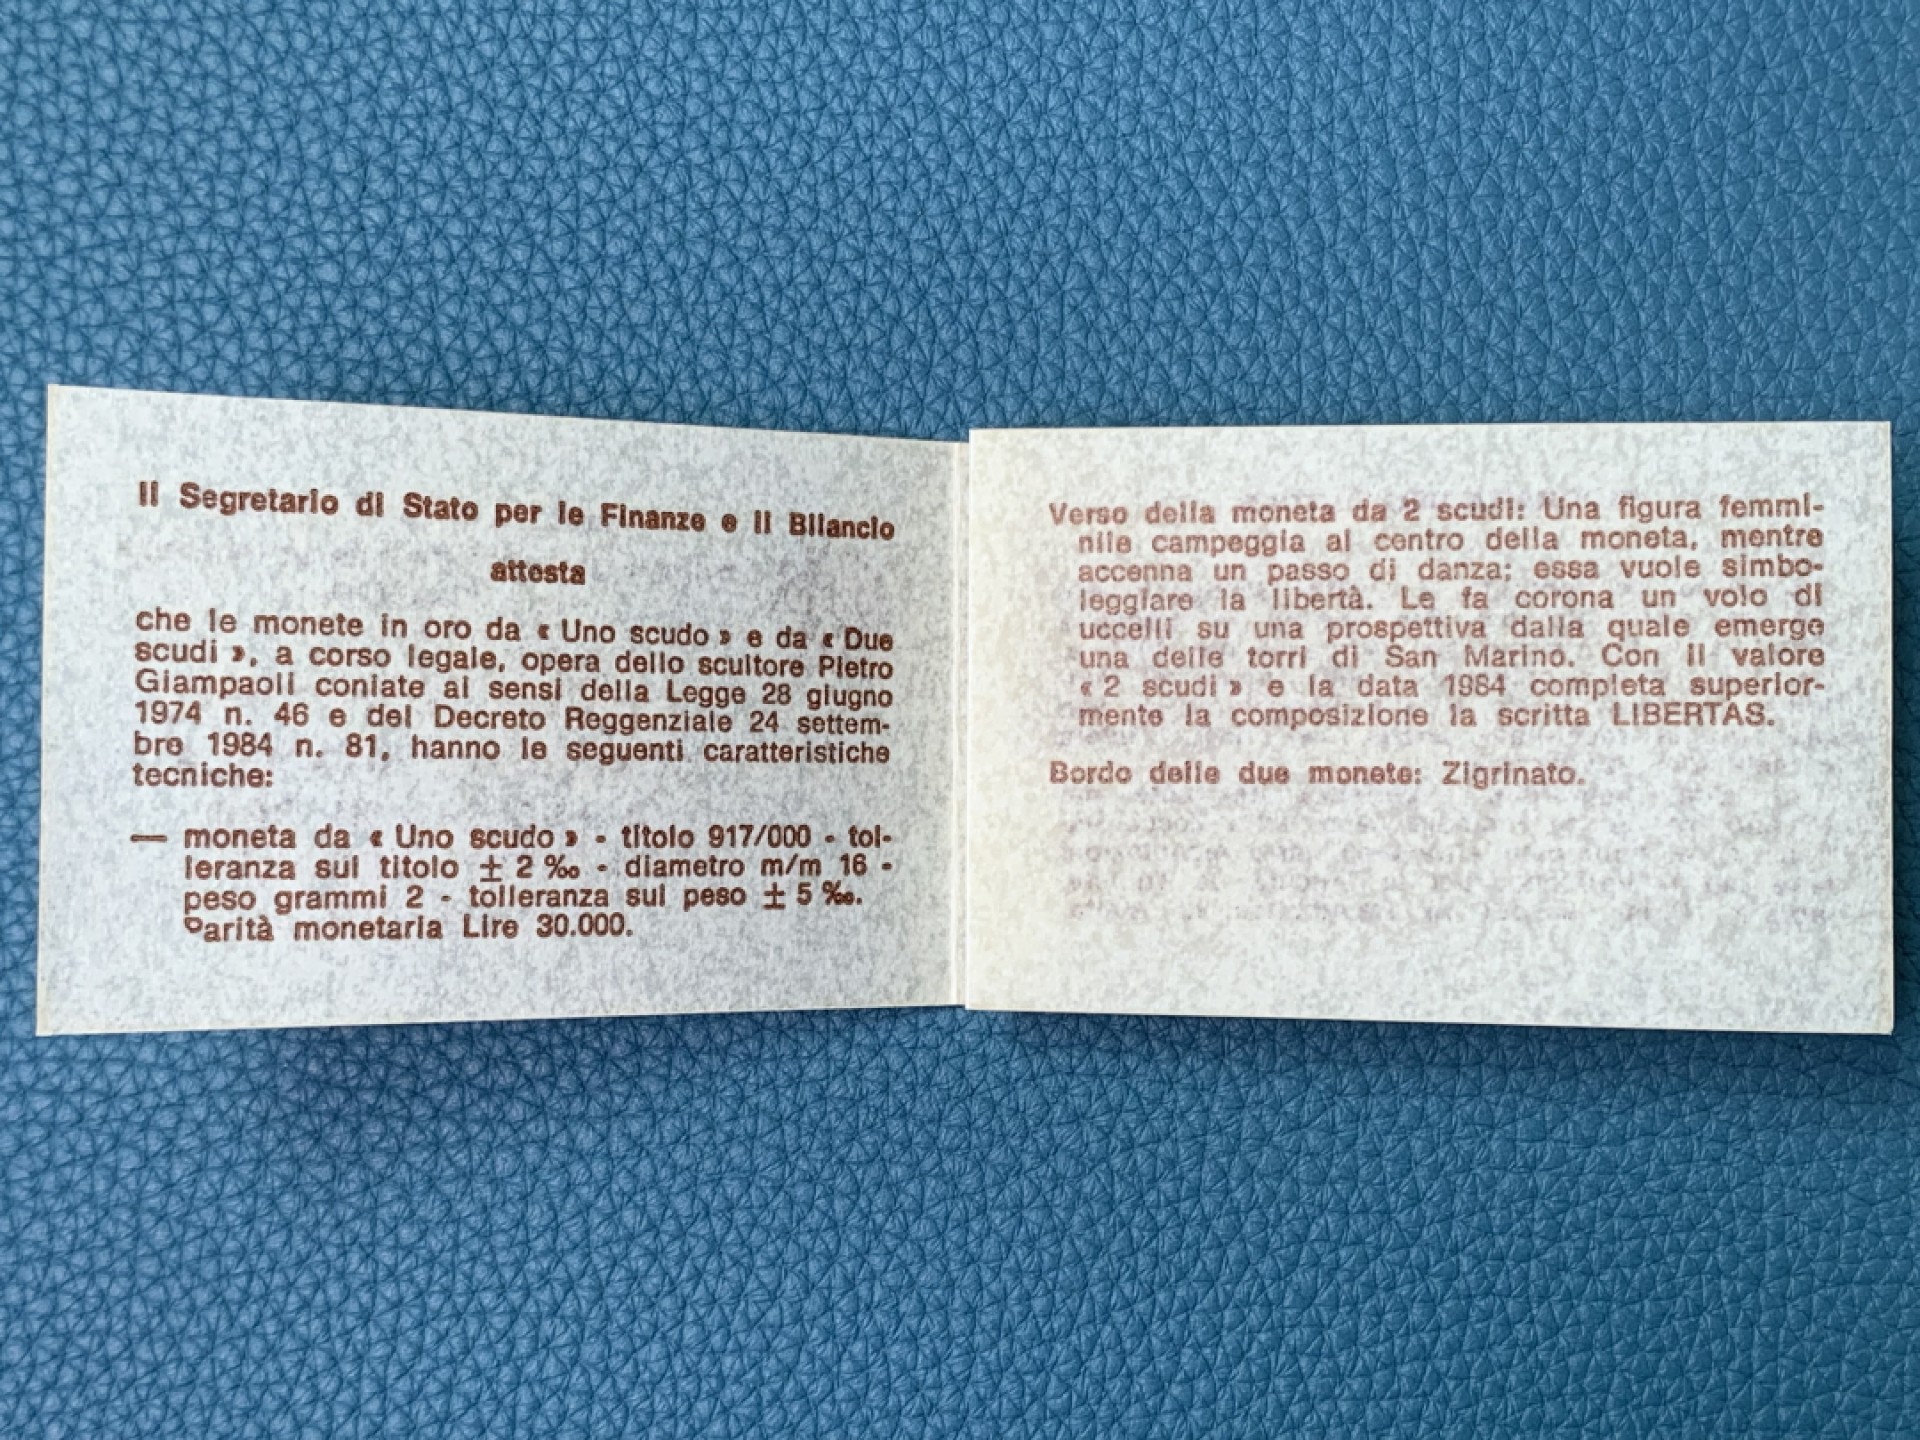 Il Segretario di Stato per le Finanze e il Bilancio
attesta
che le monete in oro da « Uno scudo » e da « Due
scudi », a corso legale, opera dello scultore Pietro
Giampaoli coniate ai sensi della Legge 28 giugno
1974 n. 46 e del Decreto Reggenziale 24 settem-
bre 1984 n. 81, hanno le seguenti caratteristiche
tecniche:
— moneta da « Uno scudo » - titolo 917/000 - tol-
leranza sul titolo ± 2 ‰ - diametro m/m 16 -
peso grammi 2 - tolleranza sul peso ± 5 ‰.
Parità monetaria Lire 30.000.
Verso della moneta da 2 scudi: Una figura femmi-
nile campeggia al centro della moneta, mentre
accenna un passo di danza; essa vuole simbo-
leggiare la libertà. Le fa corona un volo di
uccelli su una prospettiva dalla quale emerge
una delle torri di San Marino. Con il valore
« 2 scudi » e la data 1984 completa superior-
mente la composizione la scritta LIBERTAS.
Bordo delle due monete: Zigrinato.